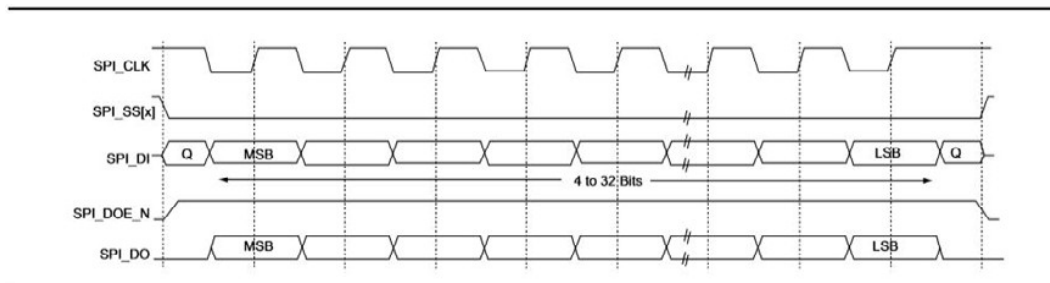 SPI_CLK
SPI_SS[x]
SPI_DI Q MSB LSB Q
4 to 32 Bits
SPI_DOE_N
SPI_DO MSB LSB